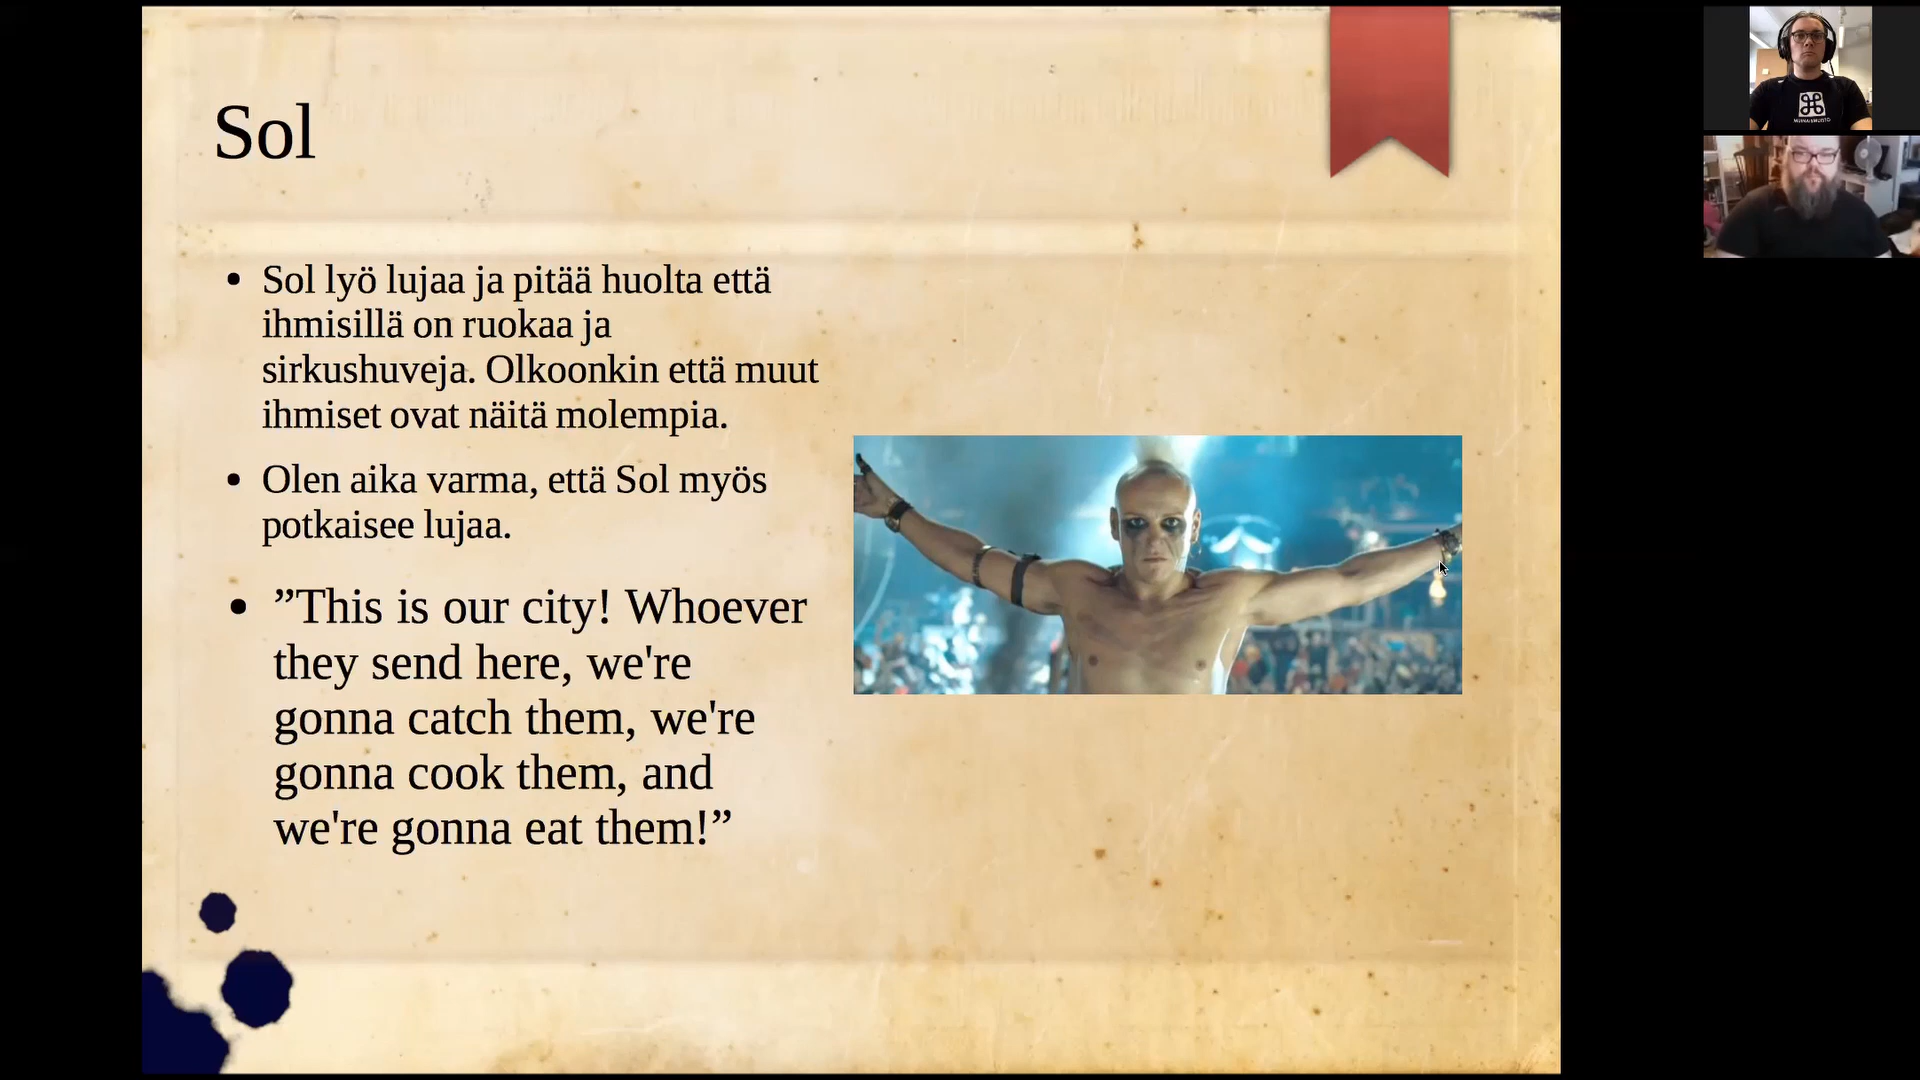 Sol
• Sol lyö lujaa ja pitää huolta että
ihmisillä on ruokaa ja
sirkushuveja. Olkoonkin että muut
ihmiset ovat näitä molempia.
• Olen aika varma, että Sol myös
potkaisee lujaa.
• ”This is our city! Whoever
they send here, we're
gonna catch them, we're
gonna cook them, and
we're gonna eat them!”